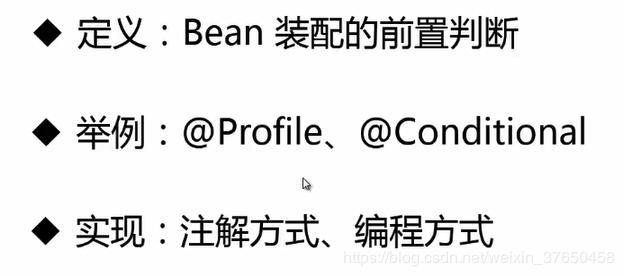 ◆ 定义：Bean 装配的前置判断
◆ 举例：@Profile、@Conditional
◆ 实现：注解方式、编程方式
https://blog.csdn.net/weixin_37650458